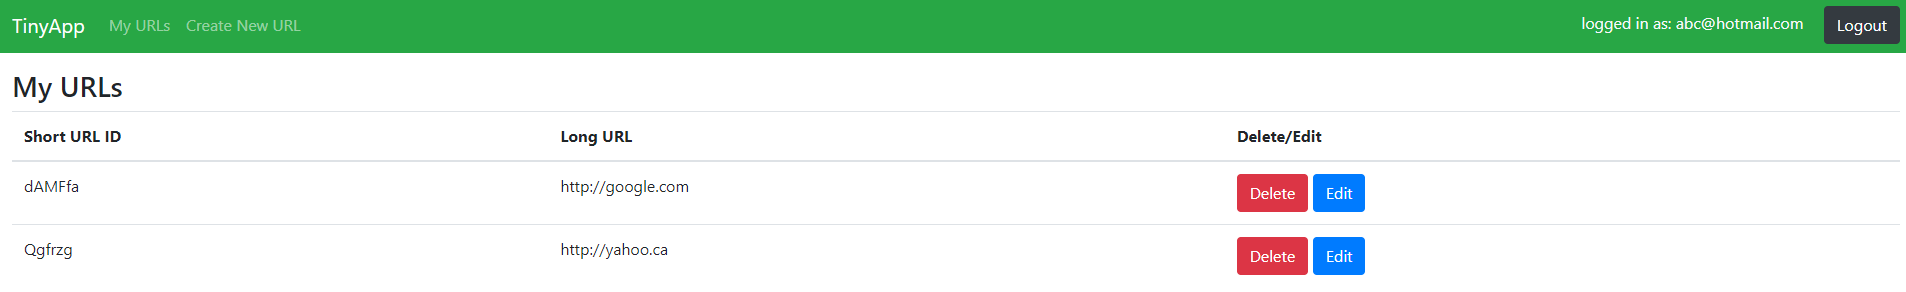 TinyApp My URLs Create New URL logged in as: abc@hotmail.com Logout
My URLs
Short URL ID Long URL Delete/Edit
dAMFfa http://google.com Delete Edit
Qgfrzg http://yahoo.ca Delete Edit